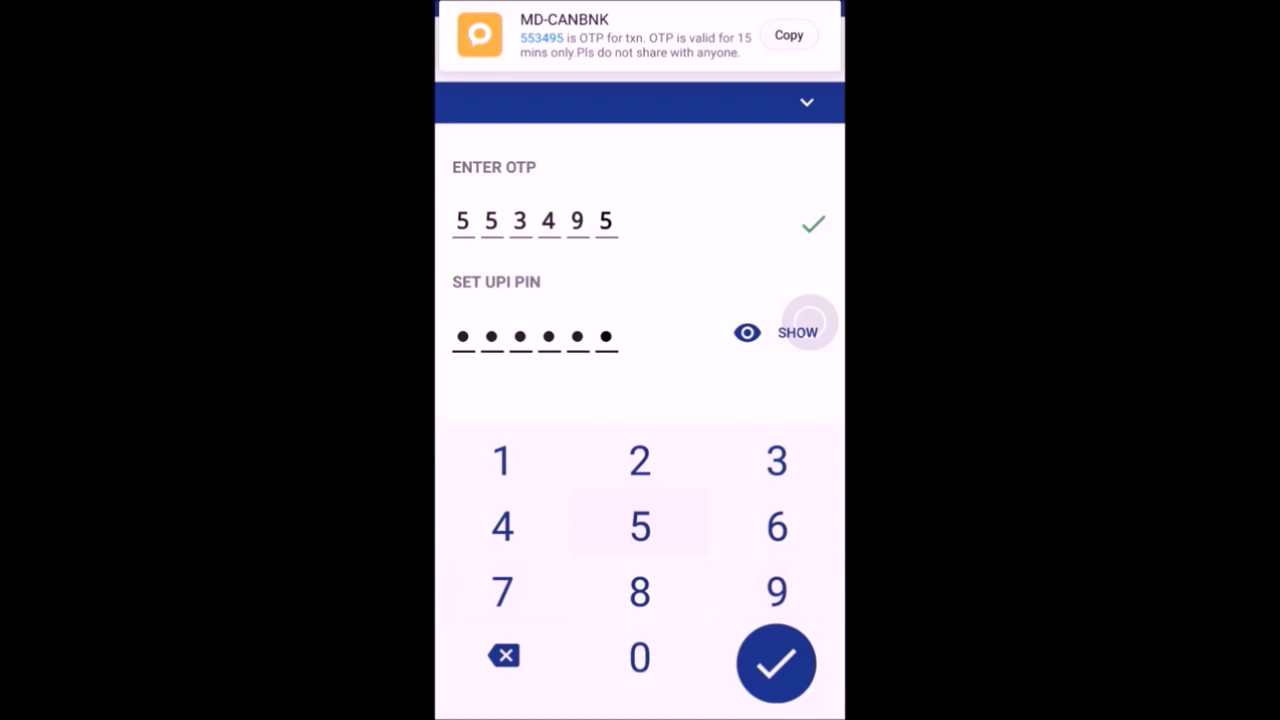 MD-CANBNK
553495 is OTP for txn. OTP is valid for 15
mins only.Pls do not share with anyone.
Copy
ENTER OTP
5 5 3 4 9 5
SET UPI PIN
SHOW
1 2 3
4 5 6
7 8 9
0